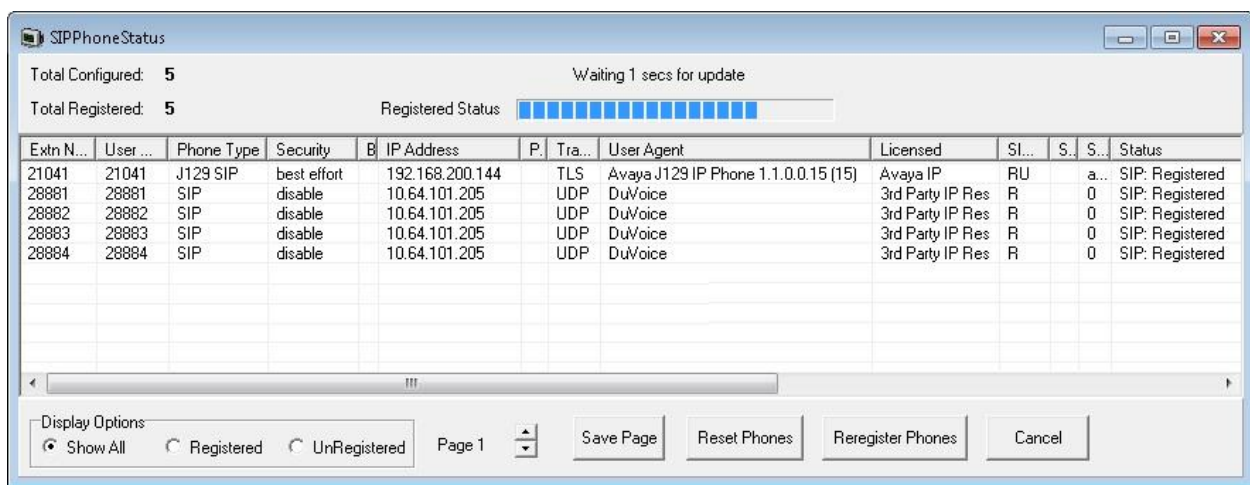 SIPPhoneStatus
Total Configured: 5 Waiting 1 secs for update
Total Registered: 5 Registered Status
Extn N... User ... Phone Type Security B IP Address P. Tra... User Agent Licensed SI... S.. S... Status
21041 21041 J129 SIP best effort 192.168.200.144 TLS Avaya J129 IP Phone 1.1.0.0.15 (15) Avaya IP RU a... SIP: Registered
28881 28881 SIP disable 10.64.101.205 UDP DuVoice 3rd Party IP Res R 0 SIP: Registered
28882 28882 SIP disable 10.64.101.205 UDP DuVoice 3rd Party IP Res R 0 SIP: Registered
28883 28883 SIP disable 10.64.101.205 UDP DuVoice 3rd Party IP Res R 0 SIP: Registered
28884 28884 SIP disable 10.64.101.205 UDP DuVoice 3rd Party IP Res R 0 SIP: Registered
Display Options
Show All Registered UnRegistered Page 1 Save Page Reset Phones Reregister Phones Cancel